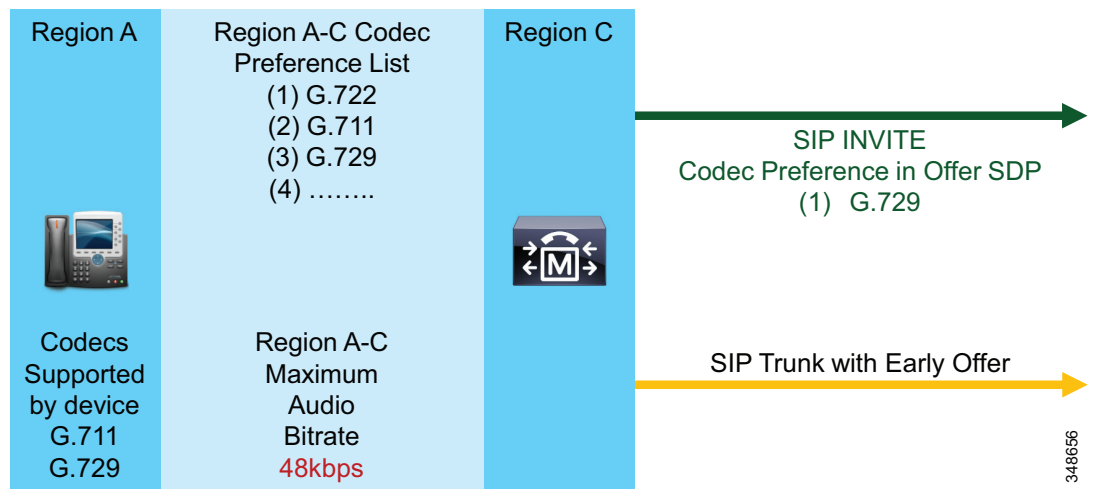 Region A
Region A-C Codec
Preference List
(1) G.722
(2) G.711
(3) G.729
(4) ……..
Region C
SIP INVITE
Codec Preference in Offer SDP
(1) G.729
M
Codecs
Supported
by device
G.711
G.729
Region A-C
Maximum
Audio
Bitrate
48kbps
SIP Trunk with Early Offer
348656